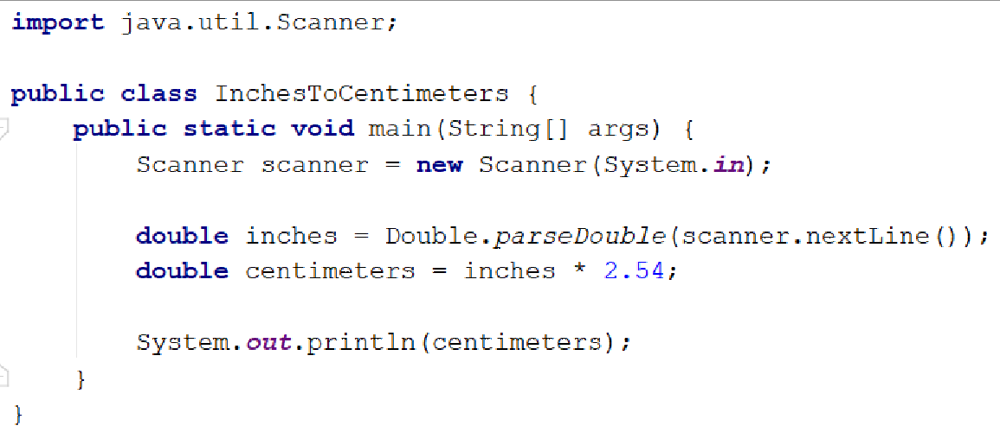 import java.util.Scanner;

public class InchesToCentimeters {
    public static void main(String[] args) {
        Scanner scanner = new Scanner(System.in);

        double inches = Double.parseDouble(scanner.nextLine());
        double centimeters = inches * 2.54;

        System.out.println(centimeters);
    }
}